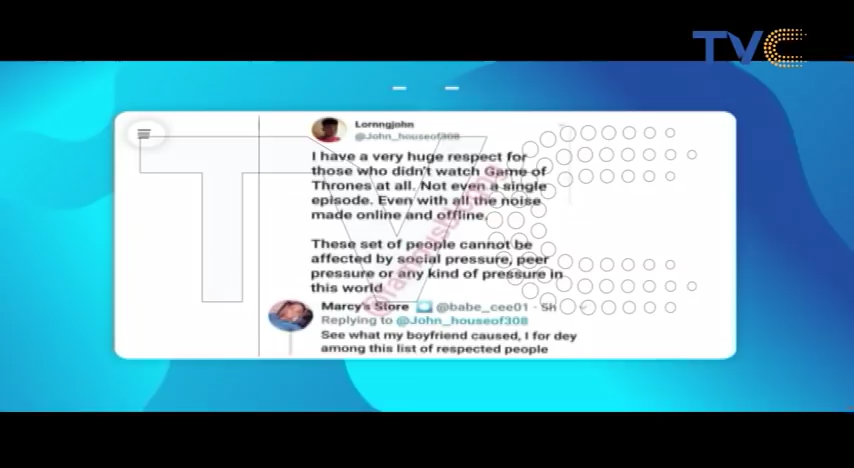 TVC
Lornngjohn
@John_houseof308
I have a very huge respect for
those who didn't watch Game of
Thrones at all. Not even a single
episode. Even with all the noise
made online and offline.
These set of people cannot be
affected by social pressure, peer
pressure or any kind of pressure in
this world
Marcy's Store @babe_cee01 · 5h
Replying to @John_houseof308
See what my boyfriend caused, I for dey
among this list of respected people